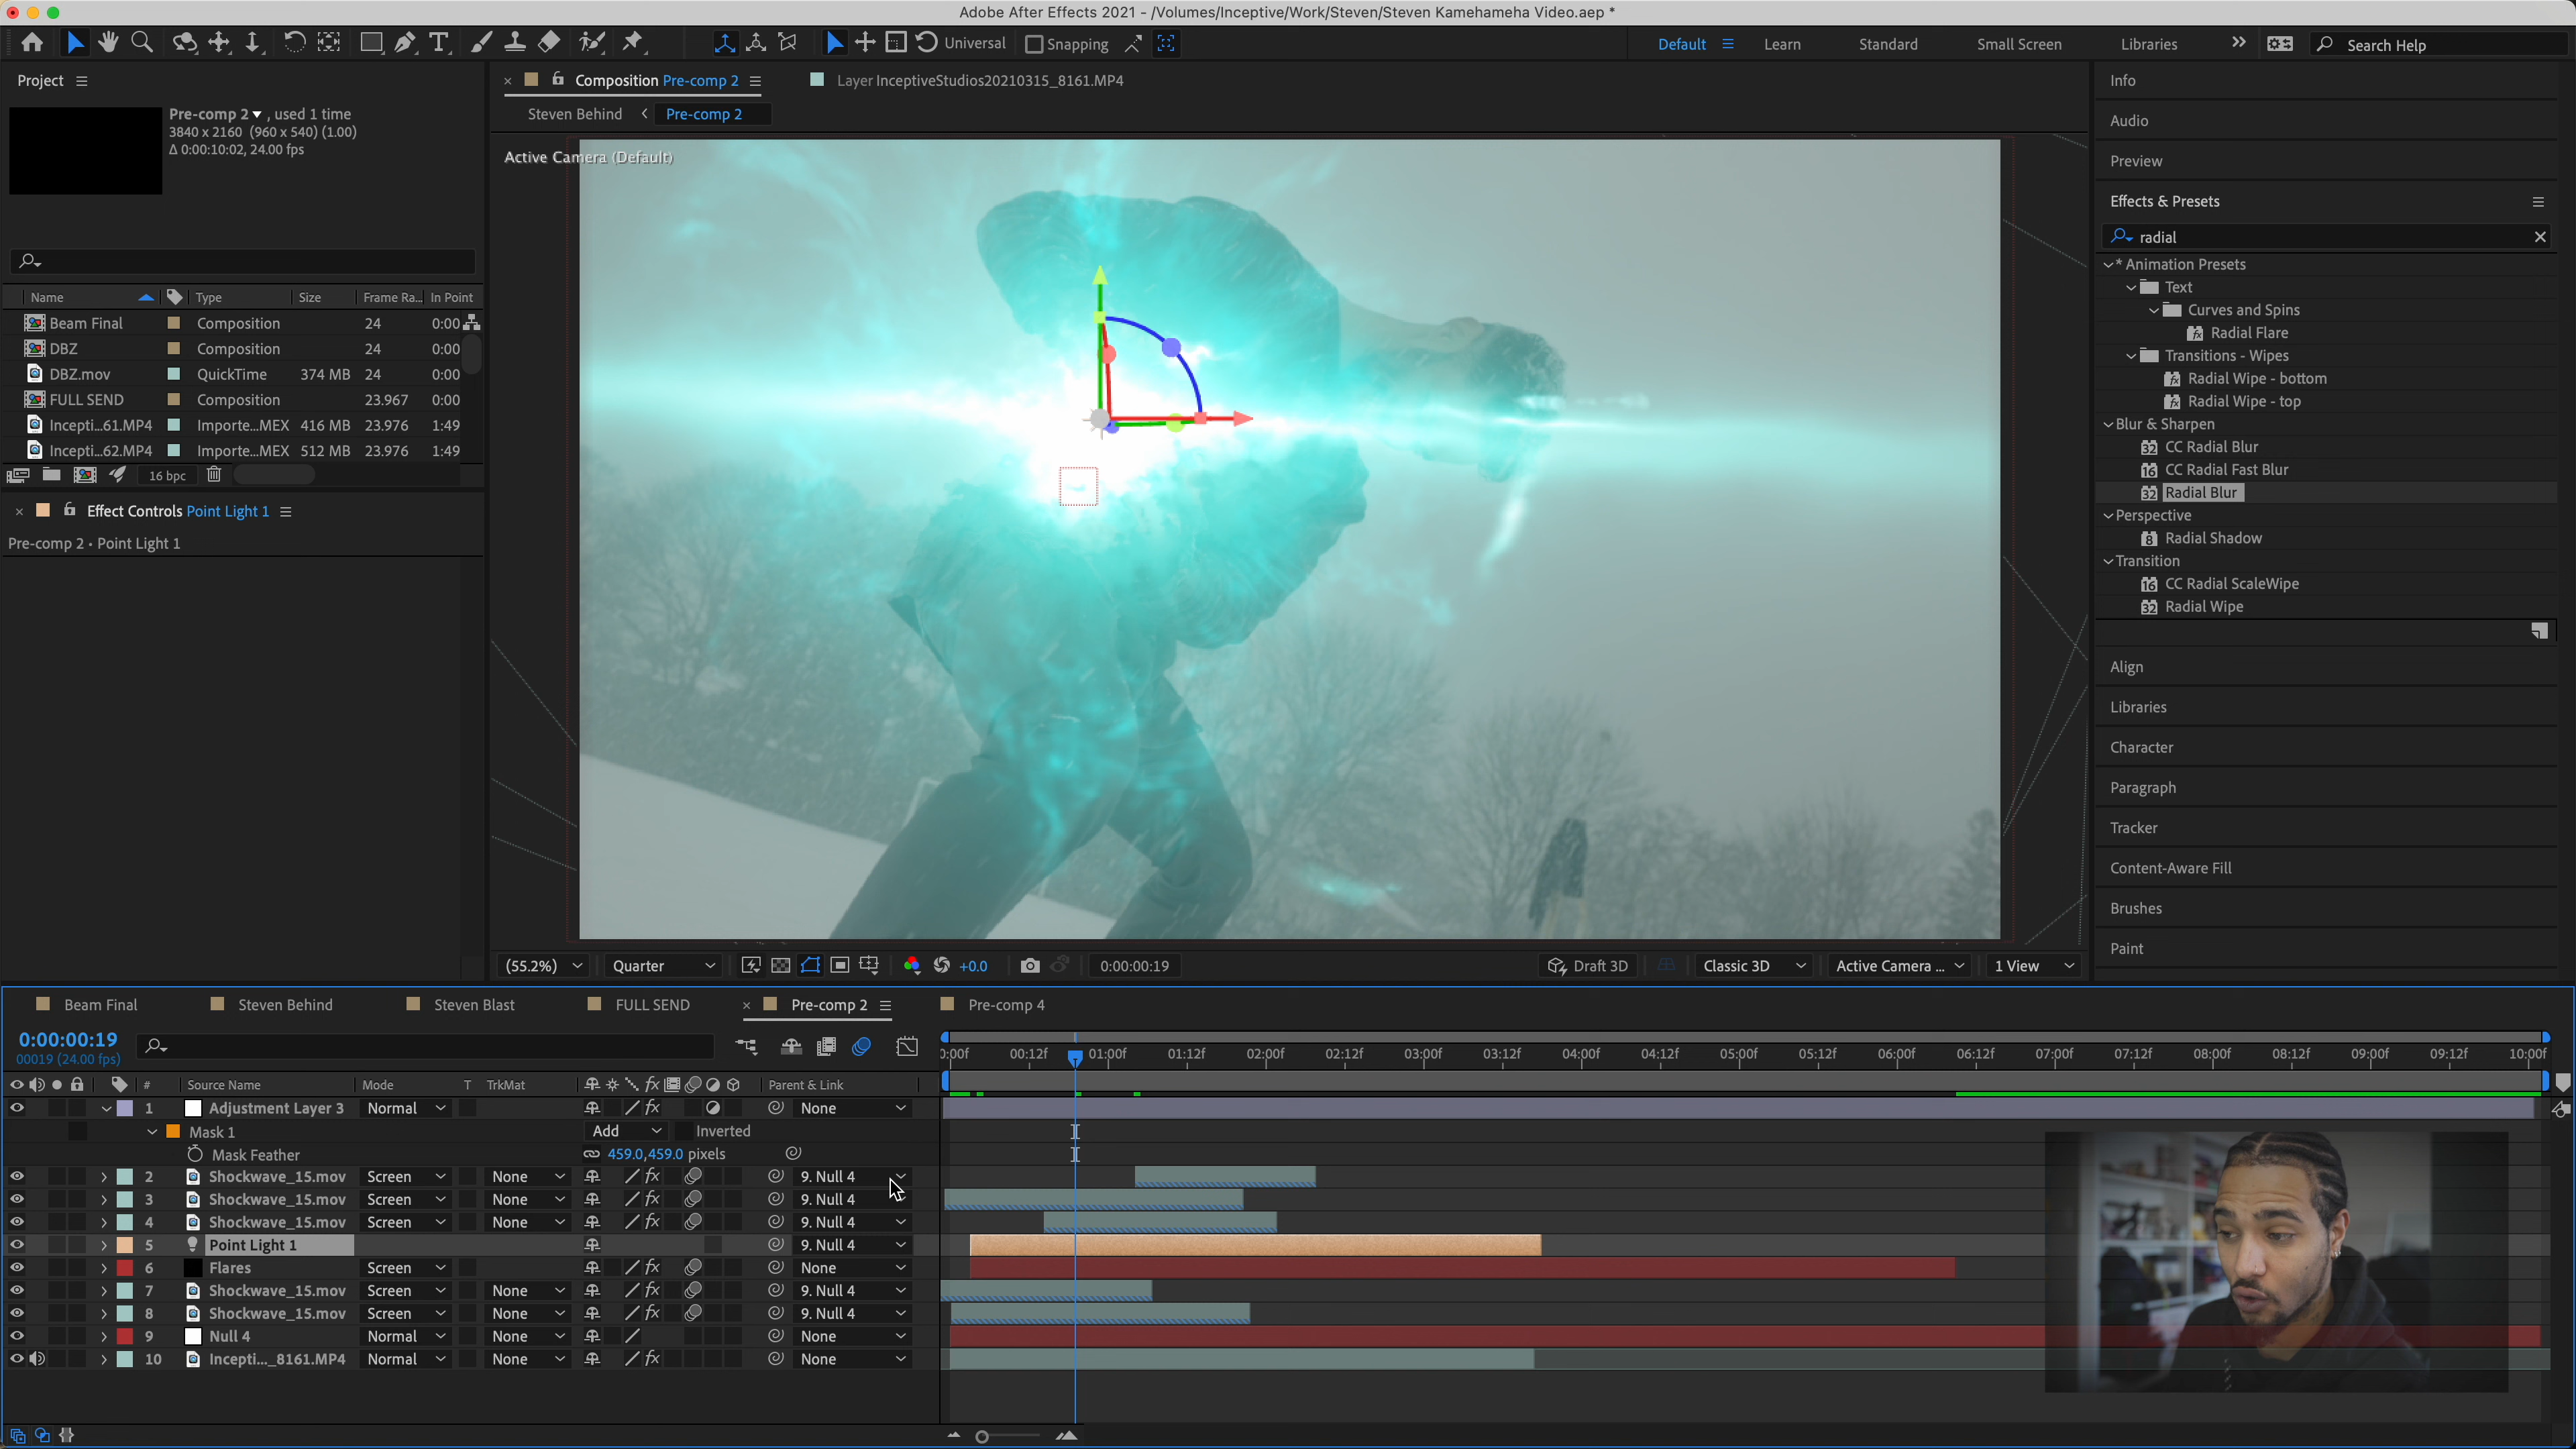 Adobe After Effects 2021 - /Volumes/Inceptive/Work/Steven/Steven Kamehameha Video.aep *
Universal Snapping Default Learn Standard Small Screen Libraries Search Help
Project
Pre-comp 2 , used 1 time
3840 x 2160 (960 x 540) (1.00)
Δ 0:00:10:02, 24.00 fps
Name Type Size Frame Ra... In Point
Beam Final Composition 24 0:00
DBZ Composition 24 0:00
DBZ.mov QuickTime 374 MB 24 0:00
FULL SEND Composition 23.967 0:00
Incepti...61.MP4 Importe...MEX 416 MB 23.976 1:49
Incepti...62.MP4 Importe...MEX 512 MB 23.976 1:49
16 bpc
Effect Controls Point Light 1
Pre-comp 2 • Point Light 1
Composition Pre-comp 2 Layer InceptiveStudios20210315_8161.MP4
Steven Behind Pre-comp 2
Active Camera (Default)
(55.2%) Quarter +0.0 0:00:00:19 Draft 3D Classic 3D Active Camera ... 1 View
Info
Audio
Preview
Effects & Presets
radial
* Animation Presets
Text
Curves and Spins
Radial Flare
Transitions - Wipes
Radial Wipe - bottom
Radial Wipe - top
Blur & Sharpen
32 CC Radial Blur
16 CC Radial Fast Blur
32 Radial Blur
Perspective
8 Radial Shadow
Transition
16 CC Radial ScaleWipe
32 Radial Wipe
Align
Libraries
Character
Paragraph
Tracker
Content-Aware Fill
Brushes
Paint
Beam Final Steven Behind Steven Blast FULL SEND Pre-comp 2 Pre-comp 4
0:00:00:19
00019 (24.00 fps)
0:00f 00:12f 01:00f 01:12f 02:00f 02:12f 03:00f 03:12f 04:00f 04:12f 05:00f 05:12f 06:00f 06:12f 07:00f 07:12f 08:00f 08:12f 09:00f 09:12f 10:00f
# Source Name Mode T TrkMat fx Parent & Link
1 Adjustment Layer 3 Normal fx None
Mask 1 Add Inverted
Mask Feather 459.0,459.0 pixels
2 Shockwave_15.mov Screen None fx 9. Null 4
3 Shockwave_15.mov Screen None fx 9. Null 4
4 Shockwave_15.mov Screen None fx 9. Null 4
5 Point Light 1 9. Null 4
6 Flares Screen fx None
7 Shockwave_15.mov Screen None fx 9. Null 4
8 Shockwave_15.mov Screen None fx 9. Null 4
9 Null 4 Normal None None
10 Incepti..._8161.MP4 Normal None fx None